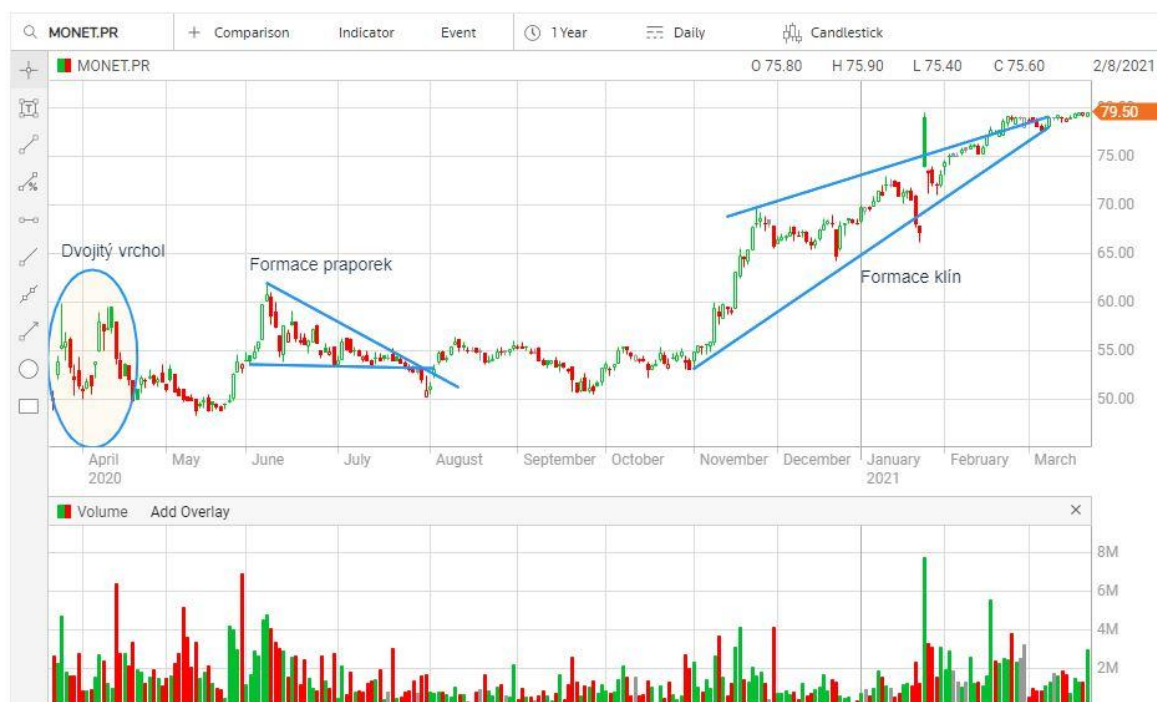 MONET.PR + Comparison Indicator Event 1 Year Daily Candlestick
MONET.PR O 75.80 H 75.90 L 75.40 C 75.60 2/8/2021
T
%
79.50
75.00
70.00
65.00
60.00
55.00
50.00
Dvojitý vrchol
Formace praporek
Formace klín
April May June July August September October November December January February March
2020 2021
Volume Add Overlay ×
8M
6M
4M
2M